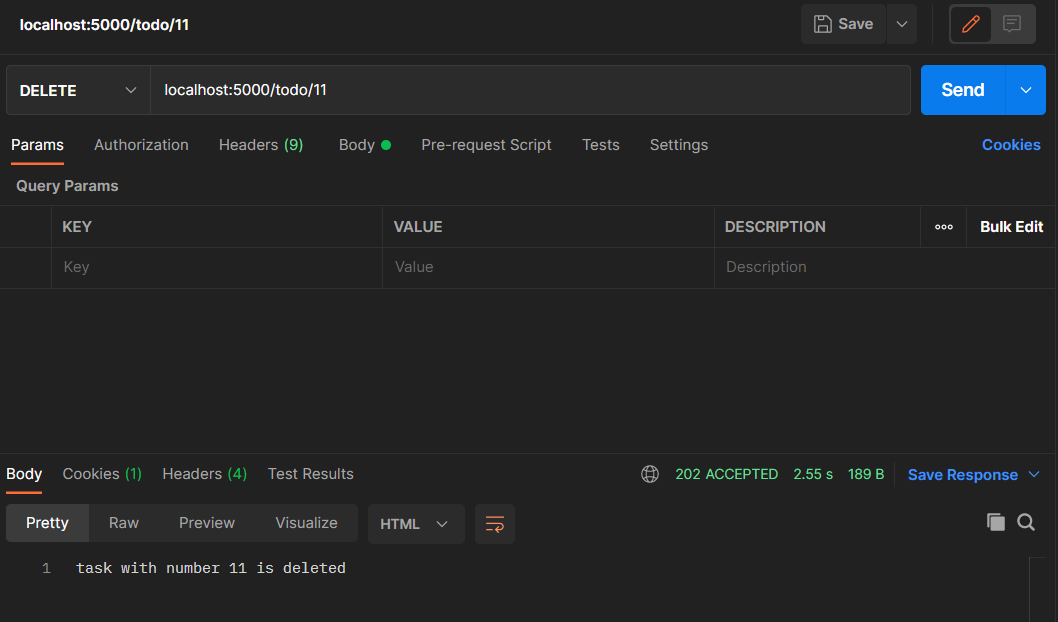 localhost:5000/todo/11
Save
DELETE
localhost:5000/todo/11
Send
Params Authorization Headers (9) Body Pre-request Script Tests Settings Cookies
Query Params
KEY VALUE DESCRIPTION ooo Bulk Edit
Key Value Description
Body Cookies (1) Headers (4) Test Results 202 ACCEPTED 2.55 s 189 B Save Response
Pretty Raw Preview Visualize HTML
1 task with number 11 is deleted